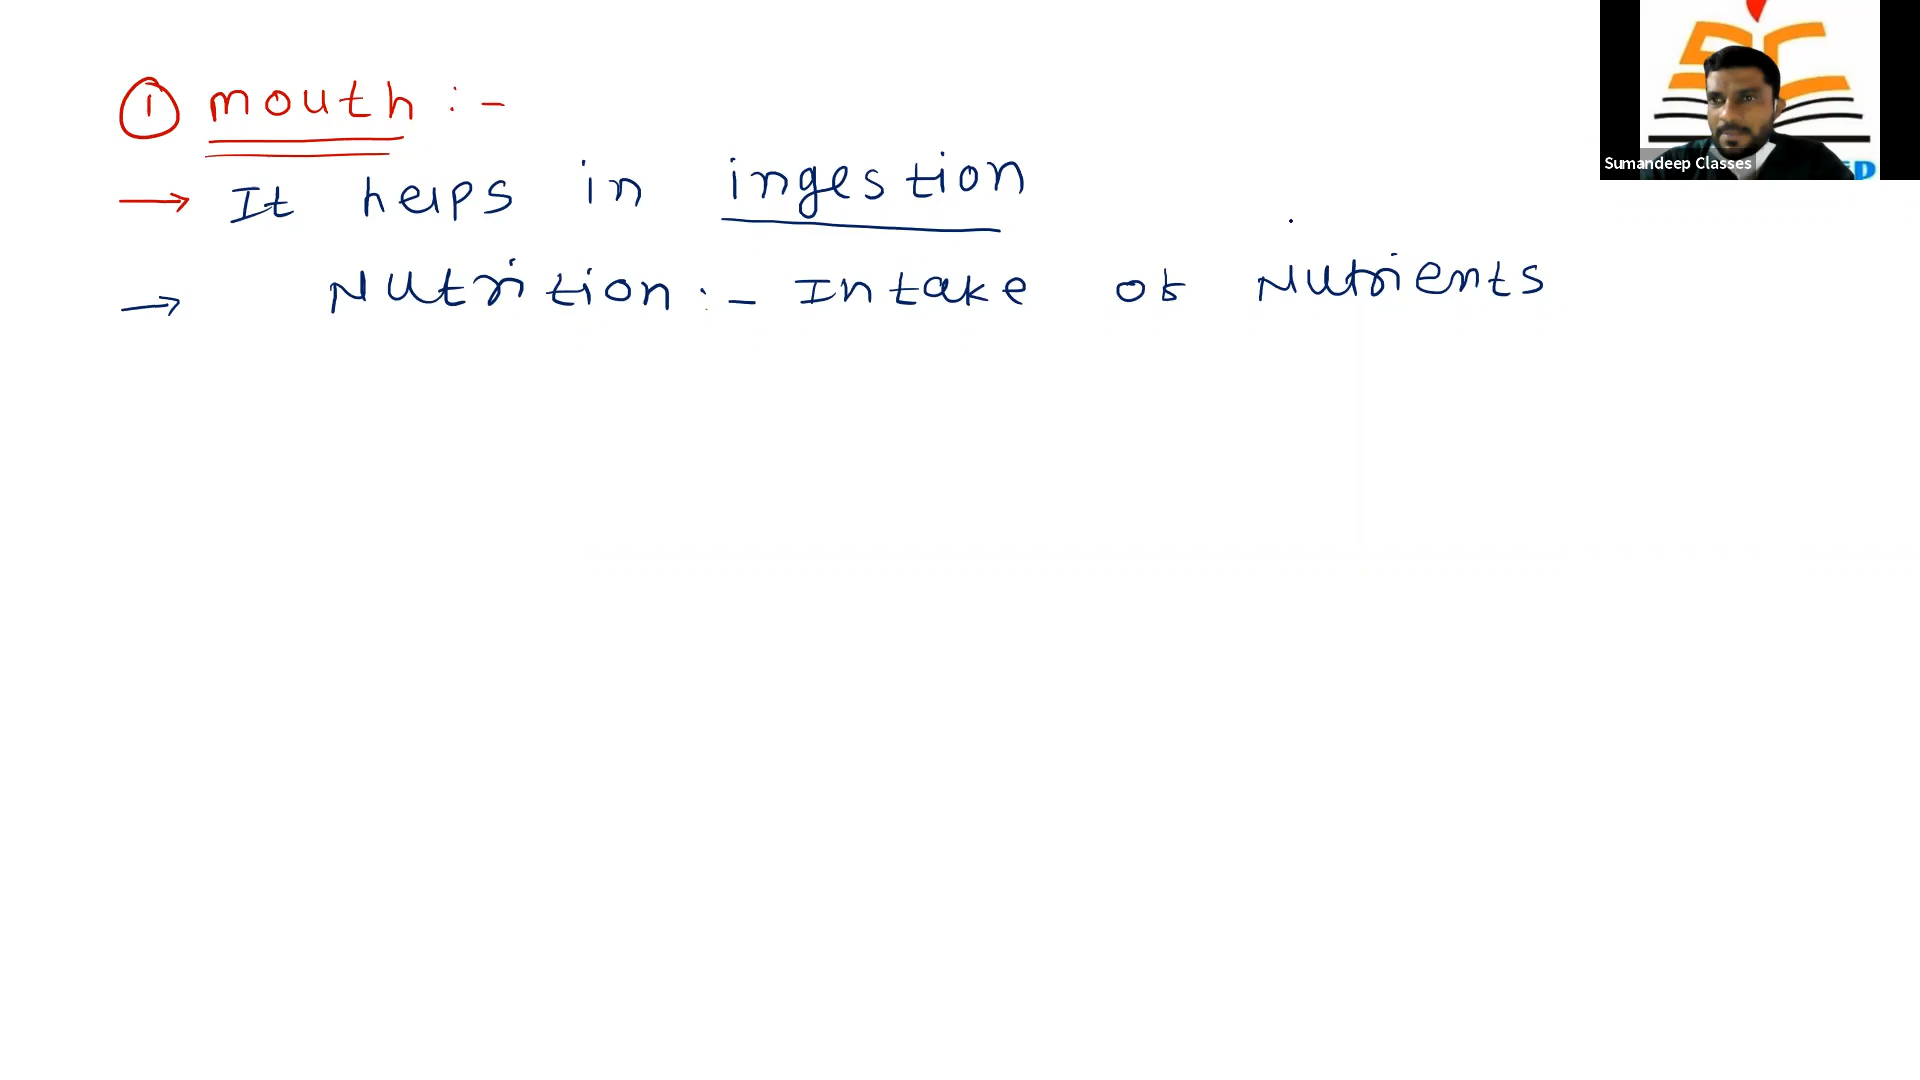 ① mouth :-
→ It helps in ingestion
→ Nutrition :- Intake of Nutrients
Sumandeep Classes